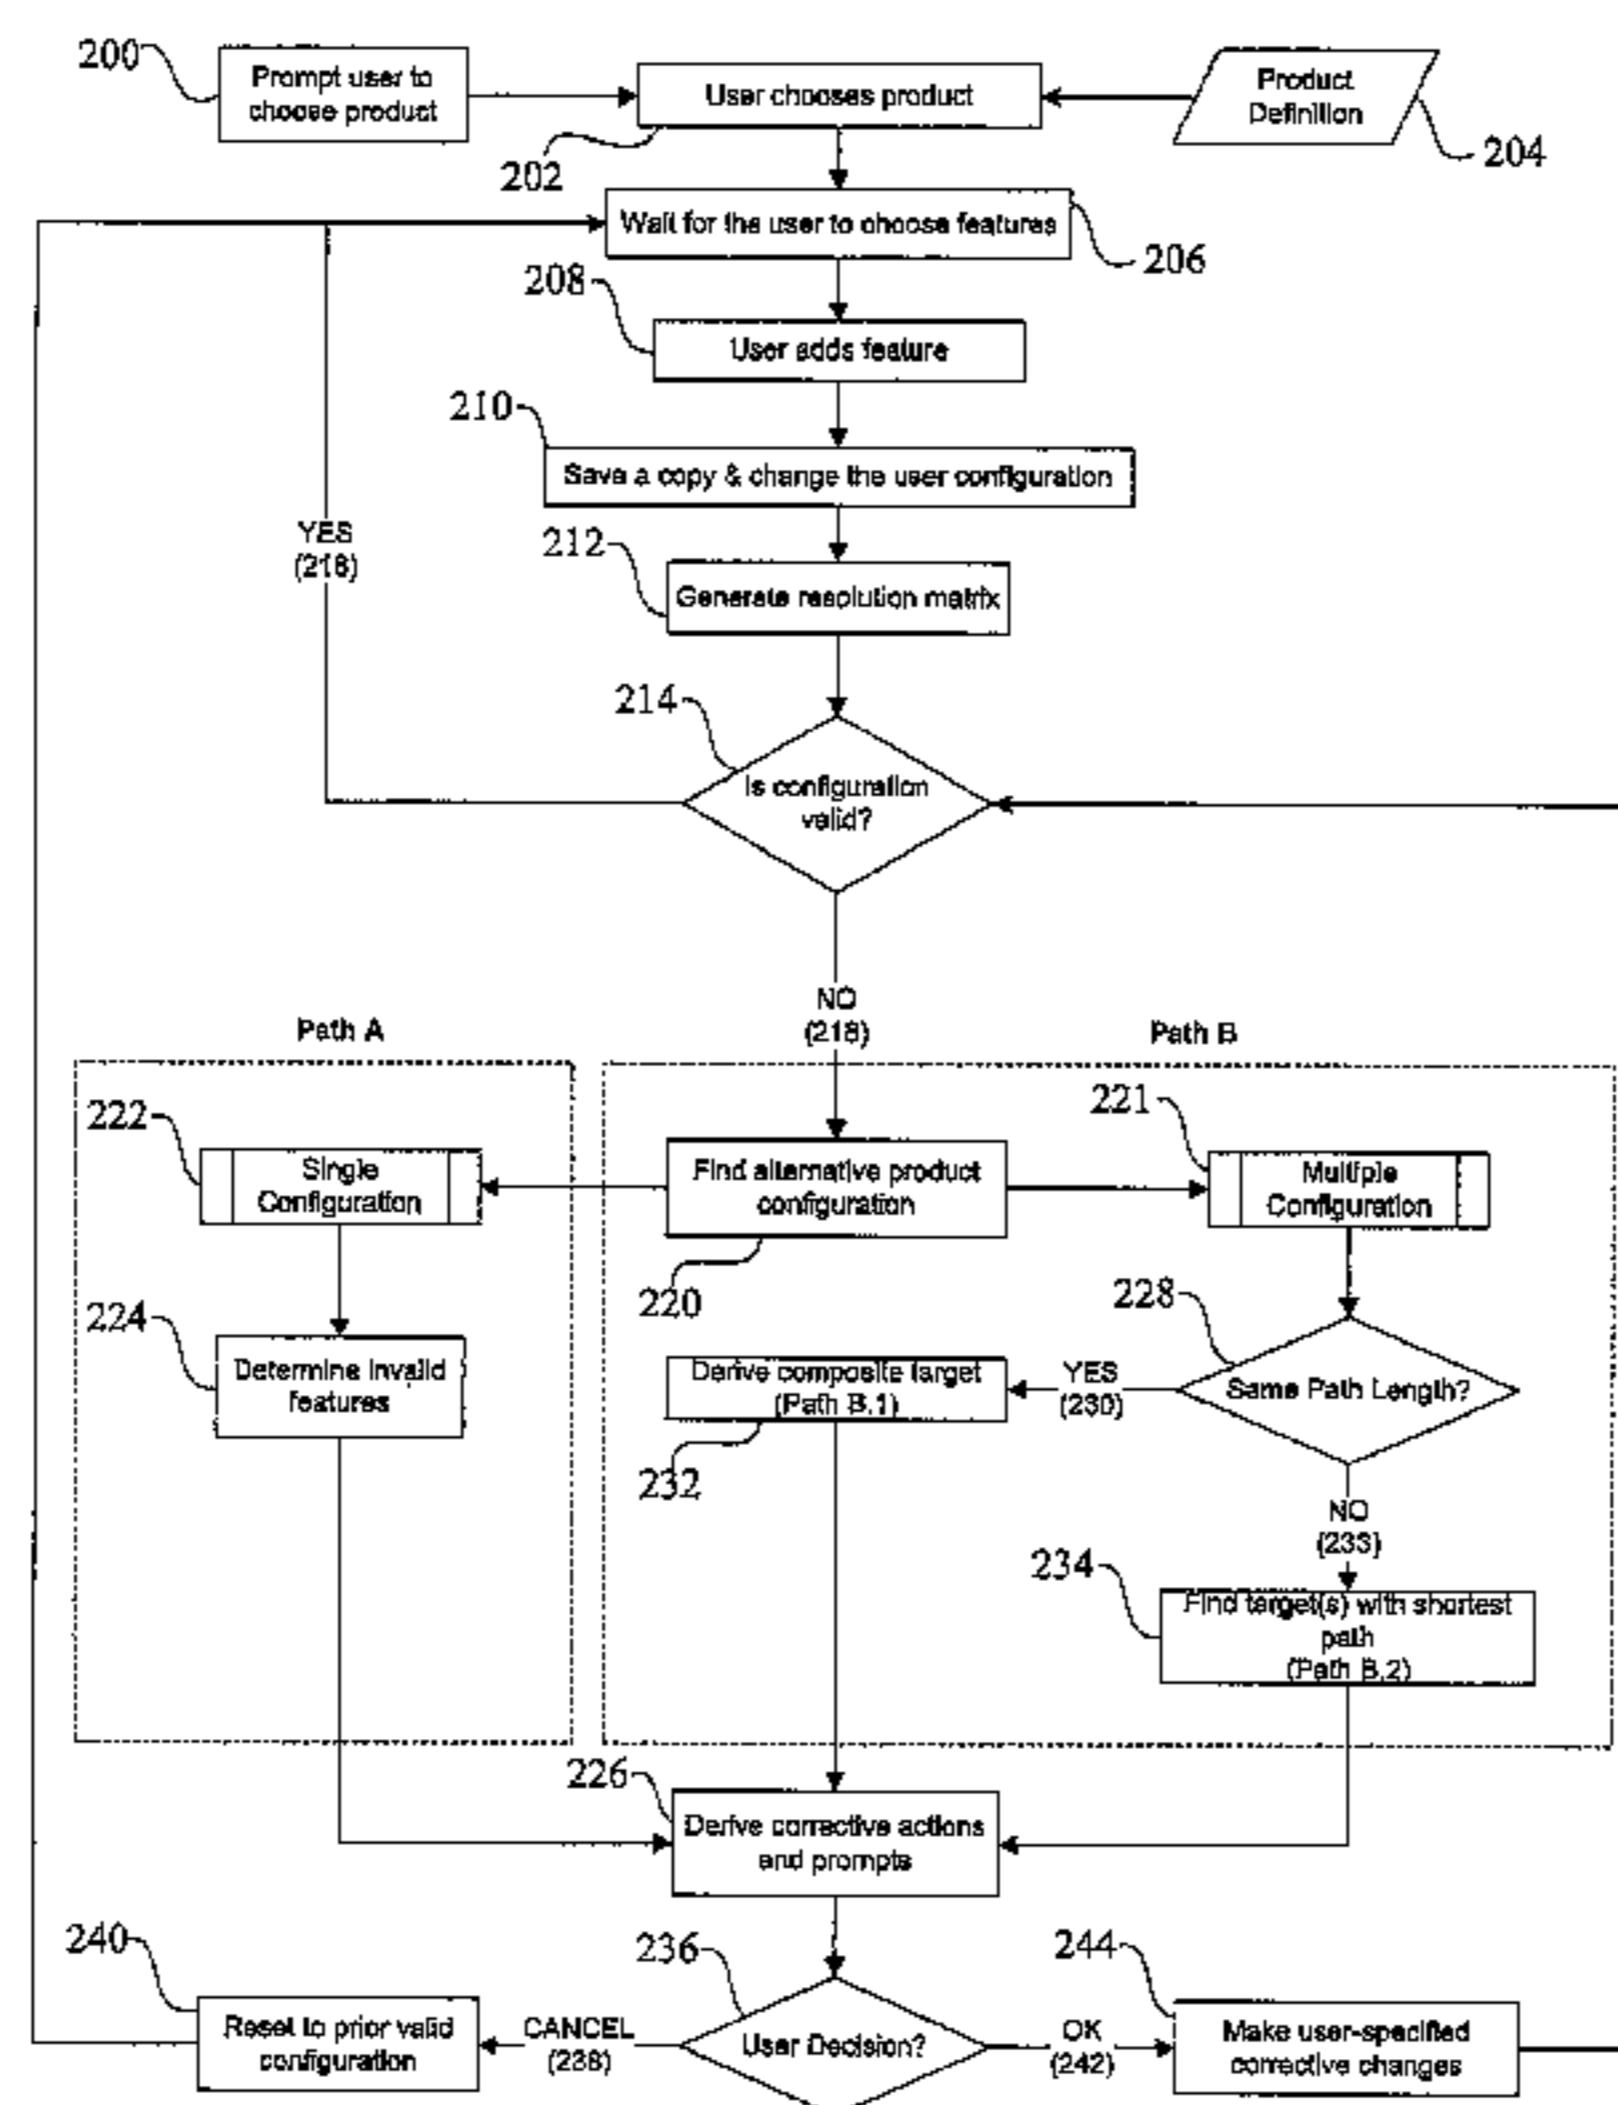 200
Prompt user to
choose product
User chooses product
Product
Definition
202
204
Wait for the user to choose features
206
208
User adds feature
210
Save a copy & change the user configuration
YES
(216)
212
Generate resolution matrix
214
Is configuration
valid?
NO
(218)
Path A
Path B
222
Single
Configuration
Find alternative product
configuration
220
221
Multiple
Configuration
224
Determine invalid
features
228
Same Path Length?
YES
(230)
Derive composite target
(Path B.1)
232
NO
(233)
234
Find target(s) with shortest
path
(Path B.2)
226
Derive corrective actions
and prompts
240
Reset to prior valid
configuration
CANCEL
(238)
236
User Decision?
OK
(242)
244
Make user-specified
corrective changes